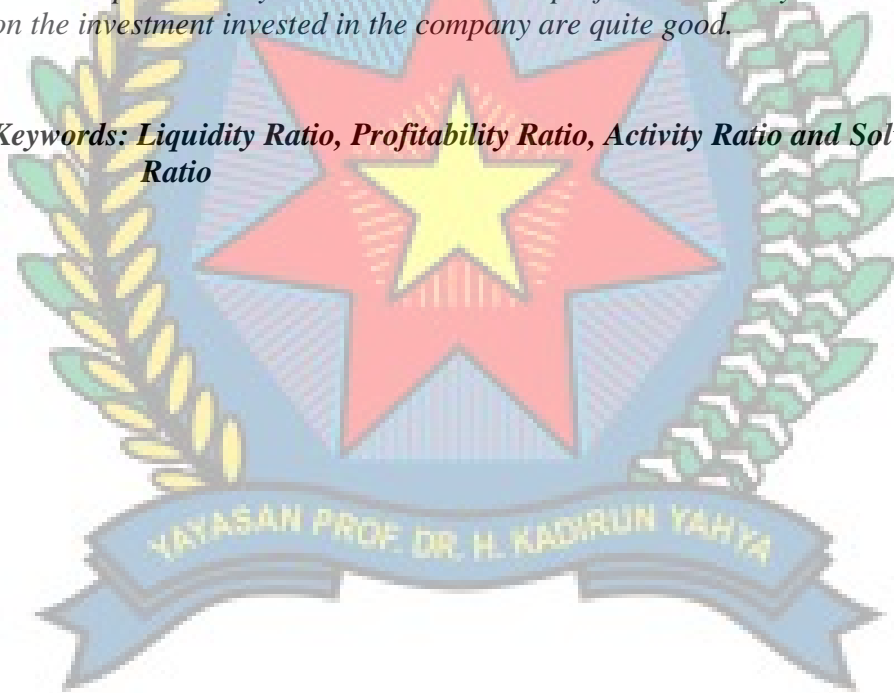 on the investment invested in the company are quite good.
Keywords: Liquidity Ratio, Profitability Ratio, Activity Ratio and Sol
Ratio
YAYASAN PROF. DR. H. KADIRUN YAHYA